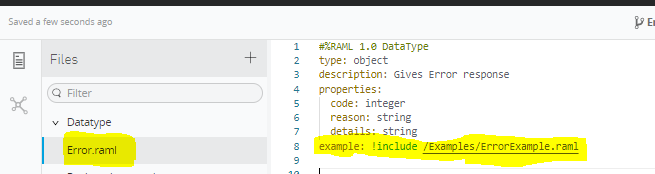 Saved a few seconds ago
Files
Filter
Datatype
Error.raml
1 #%RAML 1.0 DataType
2 type: object
3 description: Gives Error response
4 properties:
5 code: integer
6 reason: string
7 details: string
8 example: !include /Examples/ErrorExample.raml
9
10